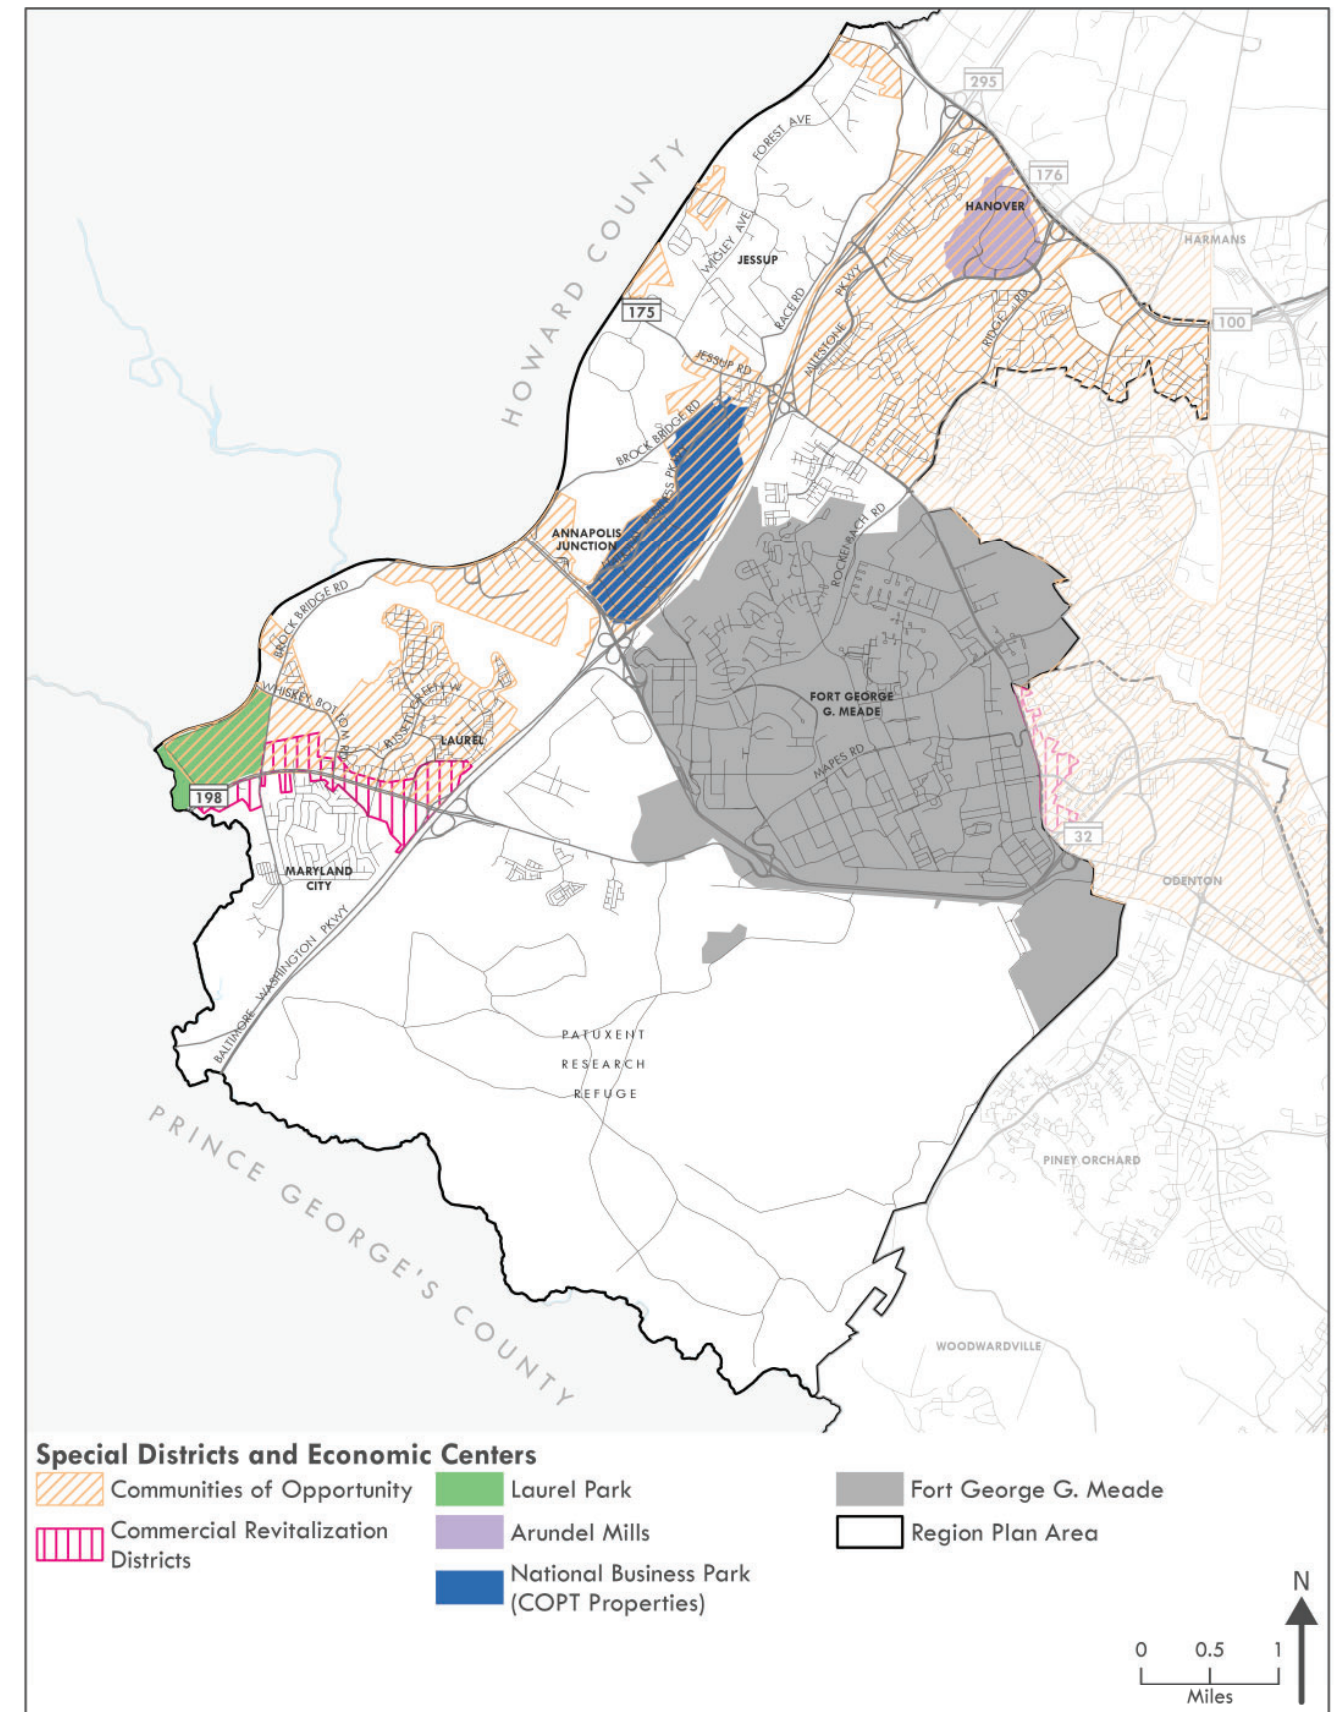 295
FOREST AVE
176
HANOVER
HARMANS
HOWARD COUNTY
WIGLEY AVE
JESSUP
175
RACE RD
MILESTONE PKWY
RIDGE RD
100
JESSUP RD
BROCK BRIDGE RD
ANNAPOLIS
JUNCTION
ROCKENBACH RD
BROCK BRIDGE RD
WHISKEY BOTTOM RD
LAUREL
FORT GEORGE
G. MEADE
MAPES RD
198
32
MARYLAND
CITY
ODENTON
BALTIMORE WASHINGTON PKWY
PATUXENT
RESEARCH
REFUGE
PRINCE GEORGE'S COUNTY
PINEY ORCHARD
WOODWARDVILLE
Special Districts and Economic Centers
Communities of Opportunity
Commercial Revitalization
Districts
Laurel Park
Arundel Mills
National Business Park
(COPT Properties)
Fort George G. Meade
Region Plan Area
N
0 0.5 1
Miles